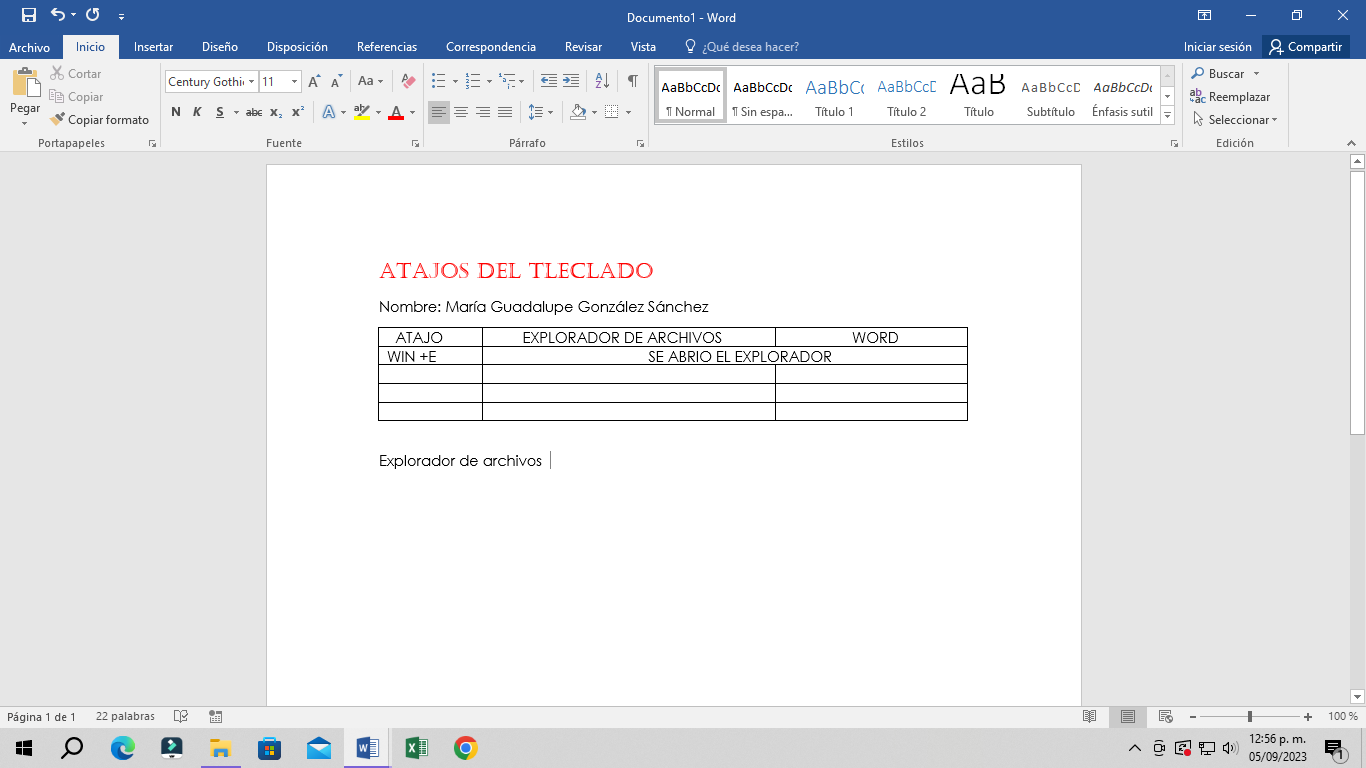 Documento1 - Word
Archivo Inicio Insertar Diseño Disposición Referencias Correspondencia Revisar Vista ¿Qué desea hacer? Iniciar sesión Compartir
Pegar
Cortar
Copiar
Copiar formato
Portapapeles
Century Gothi 11 Aa
N K S abc x₂ x² A aby A
Fuente
Párrafo
AaBbCcDc AaBbCcDc AaBbCc AaBbCcD AaB AaBbCcD AaBbCcDc
¶ Normal ¶ Sin espa... Título 1 Título 2 Título Subtítulo Énfasis sutil
Estilos
Buscar
Reemplazar
Seleccionar
Edición
ATAJOS DEL TLECLADO
Nombre: María Guadalupe González Sánchez
ATAJO EXPLORADOR DE ARCHIVOS WORD
WIN +E SE ABRIO EL EXPLORADOR
Explorador de archivos
Página 1 de 1 22 palabras 100 %
12:56 p. m.
05/09/2023
1